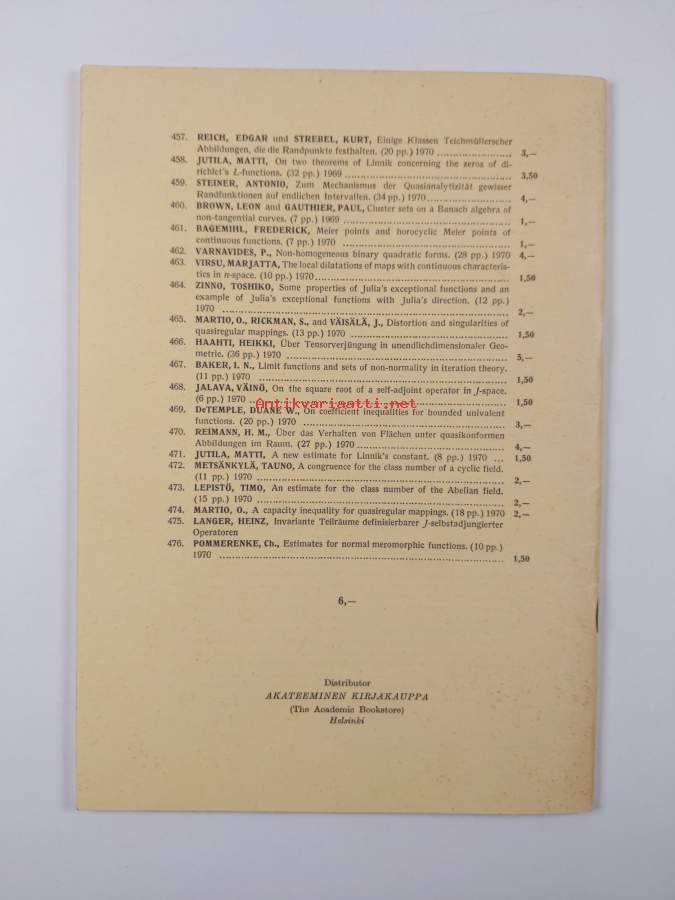 457. REICH, EDGAR und STREBEL, KURT, Einige Klassen Teichmüllerscher
Abbildungen, die die Randpunkte festhalten. (20 pp.) 1970 ........................ 3,—
458. JUTILA, MATTI, On two theorems of Linnik concerning the zeros of di-
richlet's L-functions. (32 pp.) 1969 ........................ 3,50
459. STEINER, ANTONIO, Zum Mechanismus der Quasianalytizität gewisser
Randfunktionen auf endlichen Intervallen. (34 pp.) 1970 ........................ 4,—
460. BROWN, LEON and GAUTHIER, PAUL, Cluster sets on a Banach algebra of
non-tangential curves. (7 pp.) 1969 ........................ 1,—
461. BAGEMIHL, FREDERICK, Meier points and horocyclic Meier points of
continuous functions. (7 pp.) 1970 ........................ 1,—
462. VARNAVIDES, P., Non-homogeneous binary quadratic forms. (28 pp.) 1970 4,—
463. VIRSU, MARJATTA, The local dilatations of maps with continuous characteris-
tics in n-space. (10 pp.) 1970 ........................ 1,50
464. ZINNO, TOSHIKO, Some properties of Julia's exceptional functions and an
example of Julia's exceptional functions with Julia's direction. (12 pp.)
1970 ........................ 2,—
465. MARTIO, O., RICKMAN, S., and VÄISÄLÄ, J., Distortion and singularities of
quasiregular mappings. (13 pp.) 1970 ........................ 1,50
466. HAAHTI, HEIKKI, Über Tensorverjüngung in unendlichdimensionaler Geo-
metrie. (36 pp.) 1970 ........................ 5,—
467. BAKER, I. N., Limit functions and sets of non-normality in iteration theory.
(11 pp.) 1970 ........................ 1,50
468. JALAVA, VÄINÖ, On the square root of a self-adjoint operator in J-space.
(6 pp.) 1970 ........................ 1,50
Antikvariaatti.net
469. DeTEMPLE, DUANE W., On coefficient inequalities for bounded univalent
functions. (20 pp.) 1970 ........................ 3,—
470. REIMANN, H. M., Über das Verhalten von Flächen unter quasikonformen
Abbildungen im Raum. (27 pp.) 1970 ........................ 4,—
471. JUTILA, MATTI, A new estimate for Linnik's constant. (8 pp.) 1970 ... 1,50
472. METSÄNKYLÄ, TAUNO, A congruence for the class number of a cyclic field.
(11 pp.) 1970 ........................ 2,—
473. LEPISTÖ, TIMO, An estimate for the class number of the Abelian field.
(15 pp.) 1970 ........................ 2,—
474. MARTIO, O., A capacity inequality for quasiregular mappings. (18 pp.) 1970 2,—
475. LANGER, HEINZ, Invariante Teilräume definisierbarer J-selbstadjungierter
Operatoren
476. POMMERENKE, Ch., Estimates for normal meromorphic functions. (10 pp.)
1970 ........................ 1,50
6,—
Distributor
AKATEEMINEN KIRJAKAUPPA
(The Academic Bookstore)
Helsinki